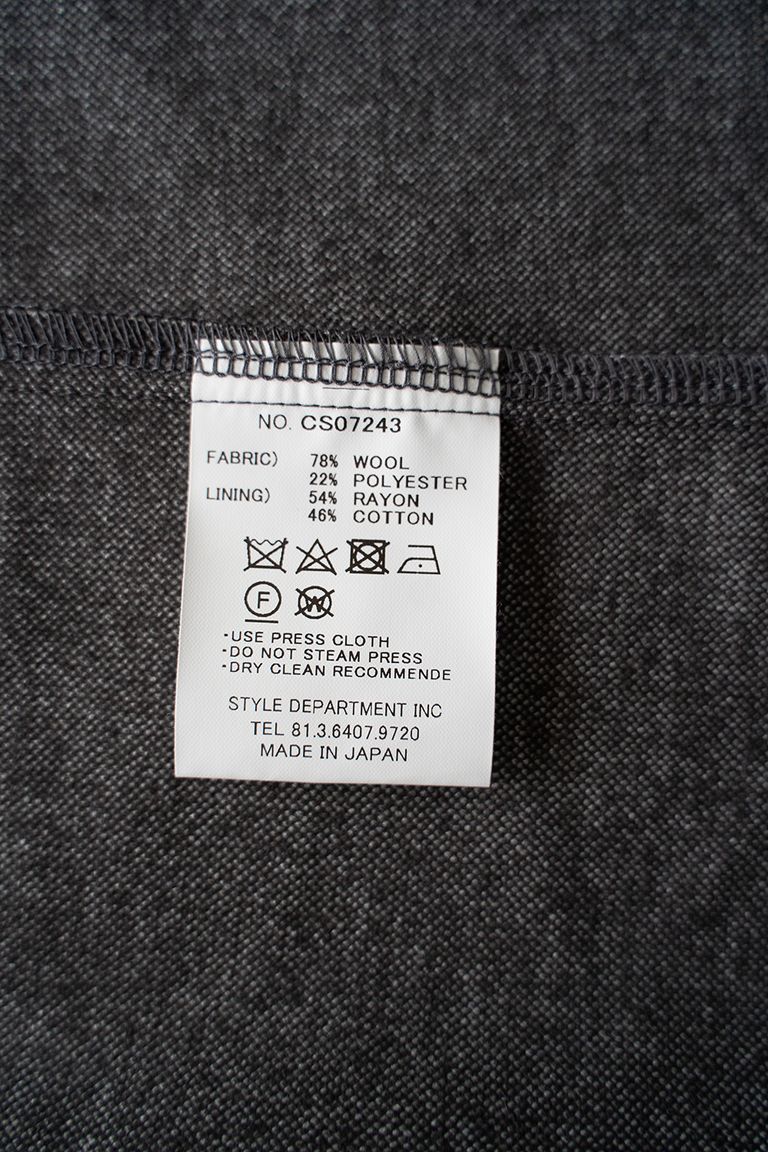 NO. CS07243
FABRIC) 78% WOOL
22% POLYESTER
LINING) 54% RAYON
46% COTTON
F W
-USE PRESS CLOTH
-DO NOT STEAM PRESS
-DRY CLEAN RECOMMENDE
STYLE DEPARTMENT INC
TEL 81.3.6407.9720
MADE IN JAPAN